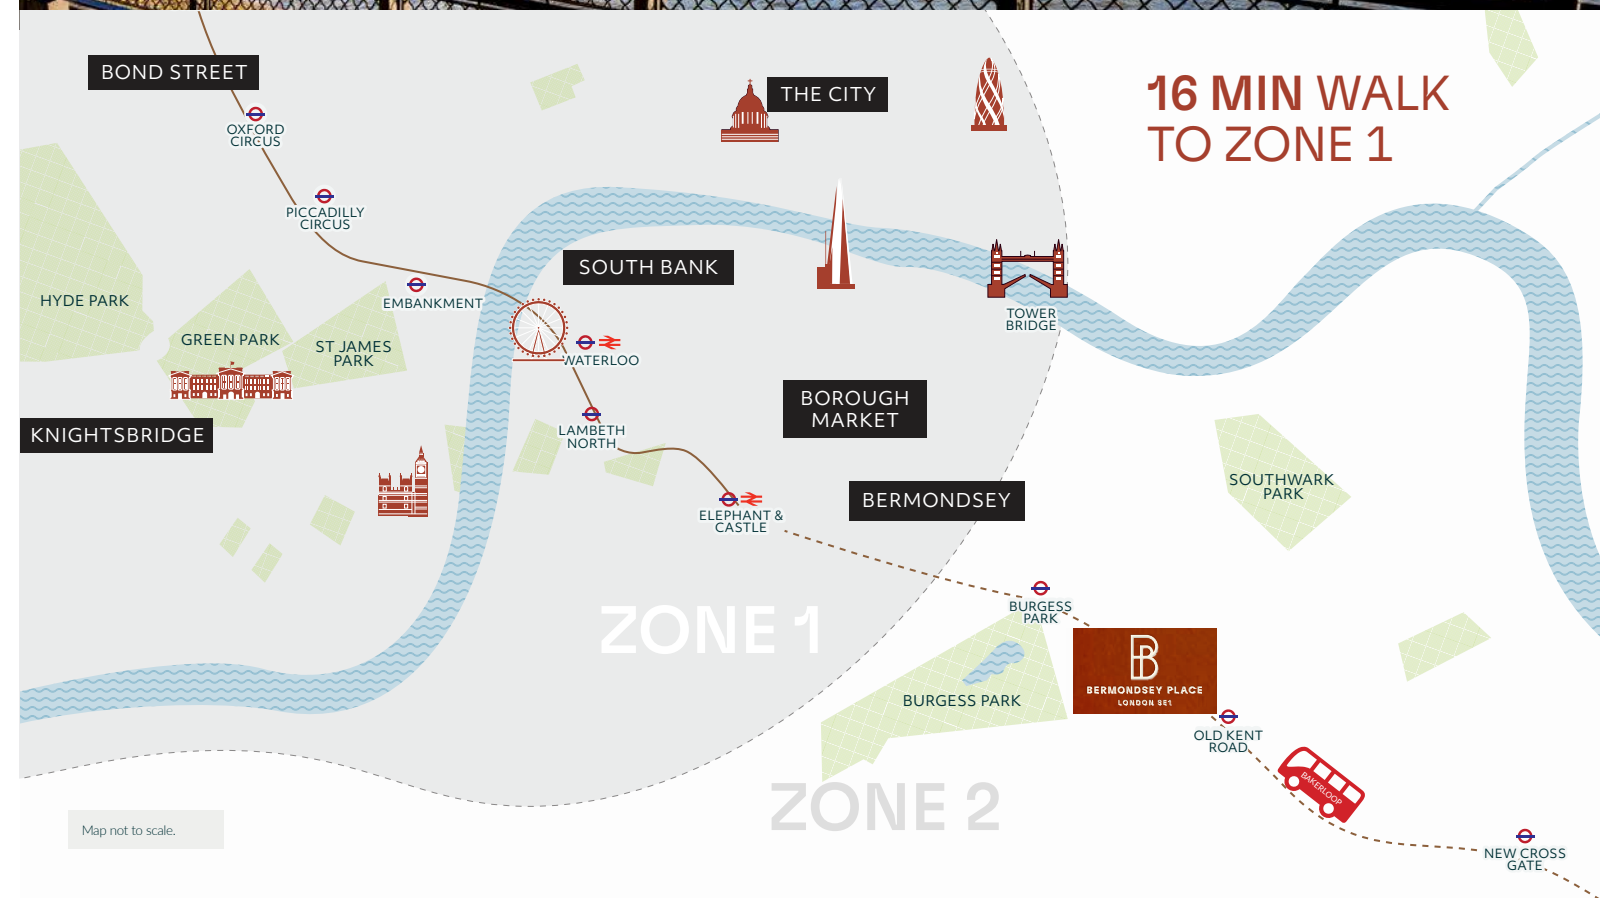 BOND STREET
OXFORD
CIRCUS
THE CITY
16 MIN WALK
TO ZONE 1
PICCADILLY
CIRCUS
SOUTH BANK
HYDE PARK
EMBANKMENT
TOWER
BRIDGE
GREEN PARK
ST JAMES
PARK
WATERLOO
BOROUGH
MARKET
KNIGHTSBRIDGE
LAMBETH
NORTH
SOUTHWARK
PARK
BERMONDSEY
ELEPHANT &
CASTLE
ZONE 1
BURGESS
PARK
B
BERMONDSEY PLACE
LONDON SE1
BURGESS PARK
OLD KENT
ROAD
BAKERLOOP
ZONE 2
Map not to scale.
NEW CROSS
GATE